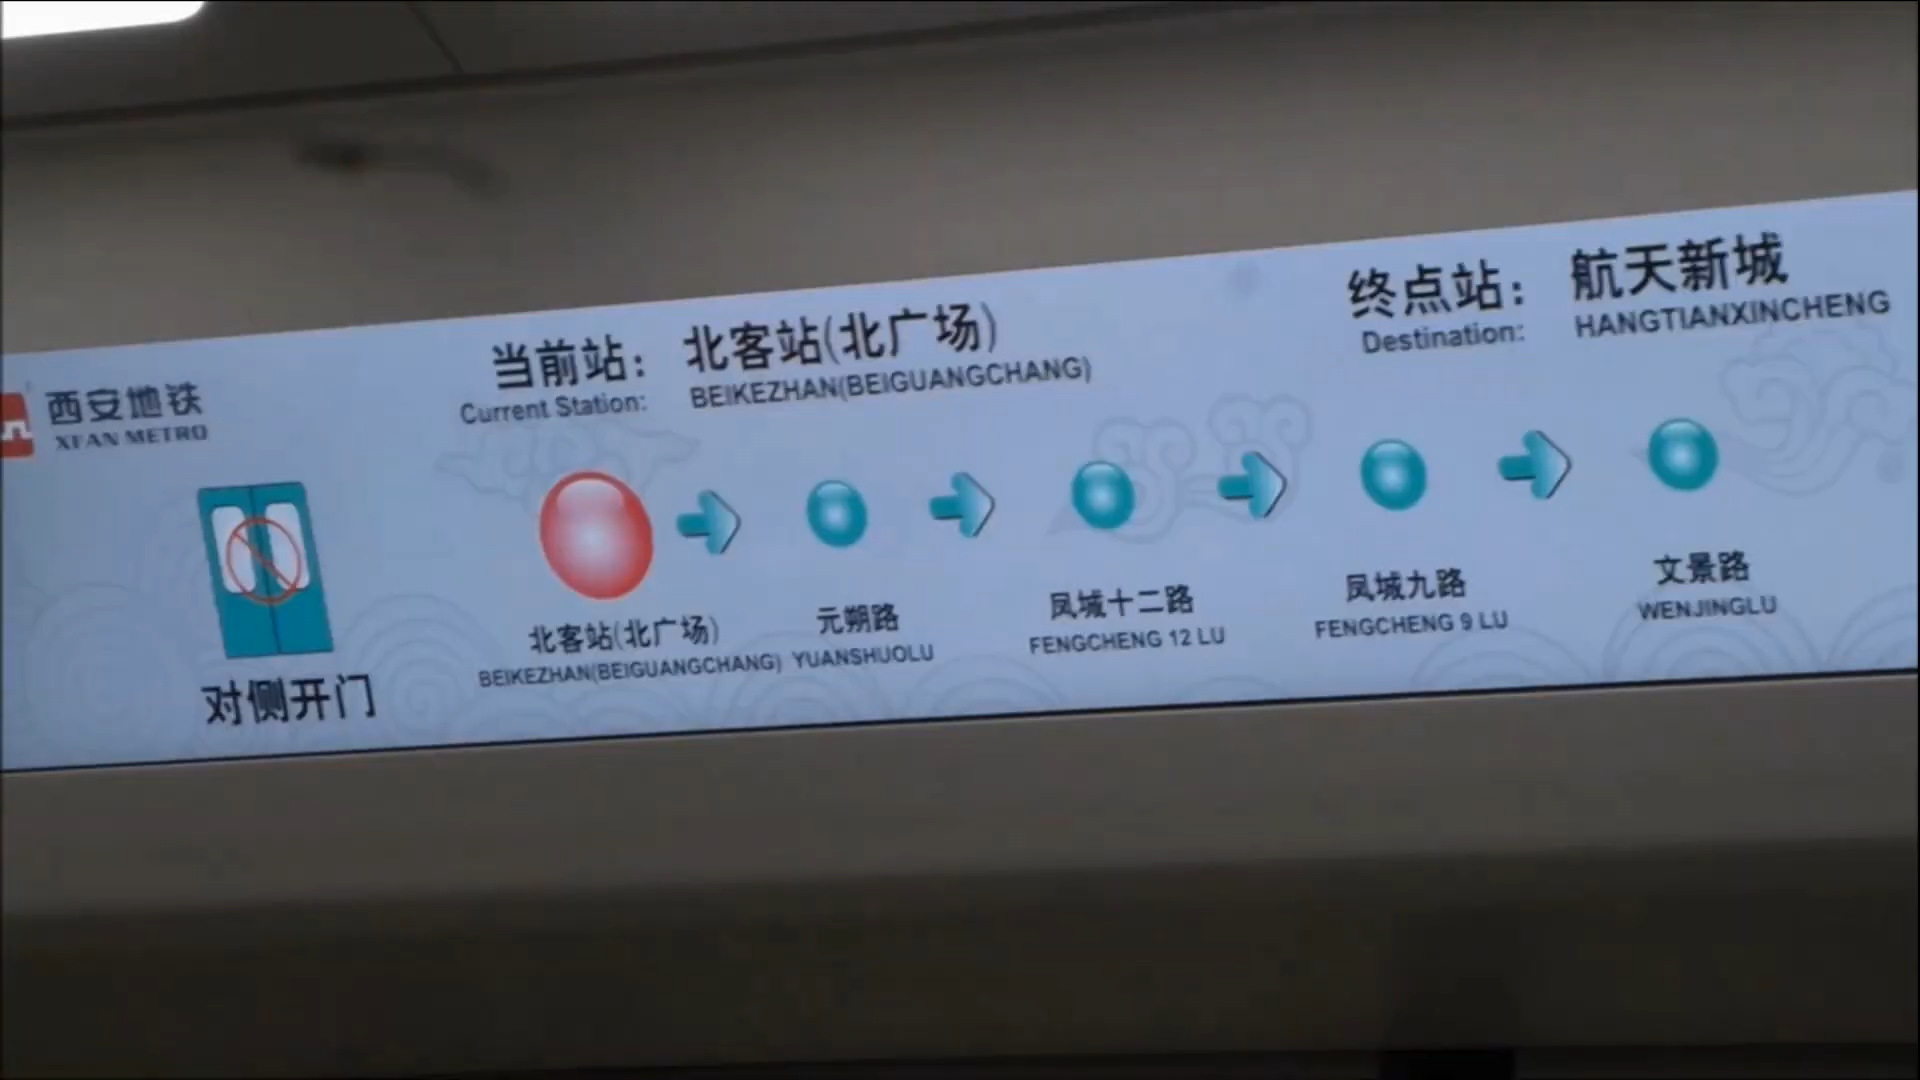 西安地铁
XI'AN METRO
当前站: 北客站(北广场)
Current Station: BEIKEZHAN(BEIGUANGCHANG)
终点站: 航天新城
Destination: HANGTIANXINCHENG
对侧开门
北客站(北广场)
BEIKEZHAN(BEIGUANGCHANG)
元朔路
YUANSHUOLU
凤城十二路
FENGCHENG 12 LU
凤城九路
FENGCHENG 9 LU
文景路
WENJINGLU